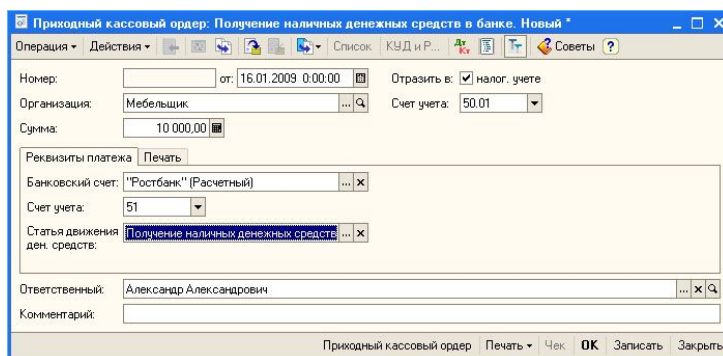 Приходный кассовый ордер: Получение наличных денежных средств в банке. Новый *
Операция Действия Список КУДиР... Дт Кт Советы ?
Номер: от: 16.01.2009 0:00:00 Отразить в: налог. учете
Организация: Мебельщик ... Счет учета: 50.01
Сумма: 10 000,00
Реквизиты платежа Печать
Банковский счет: "Ростбанк" (Расчетный) ... x
Счет учета: 51
Статья движения ден. средств: Получение наличных денежных средств ... x
Ответственный: Александр Александрович ... x
Комментарий:
Приходный кассовый ордер Печать Чек OK Записать Закрыть